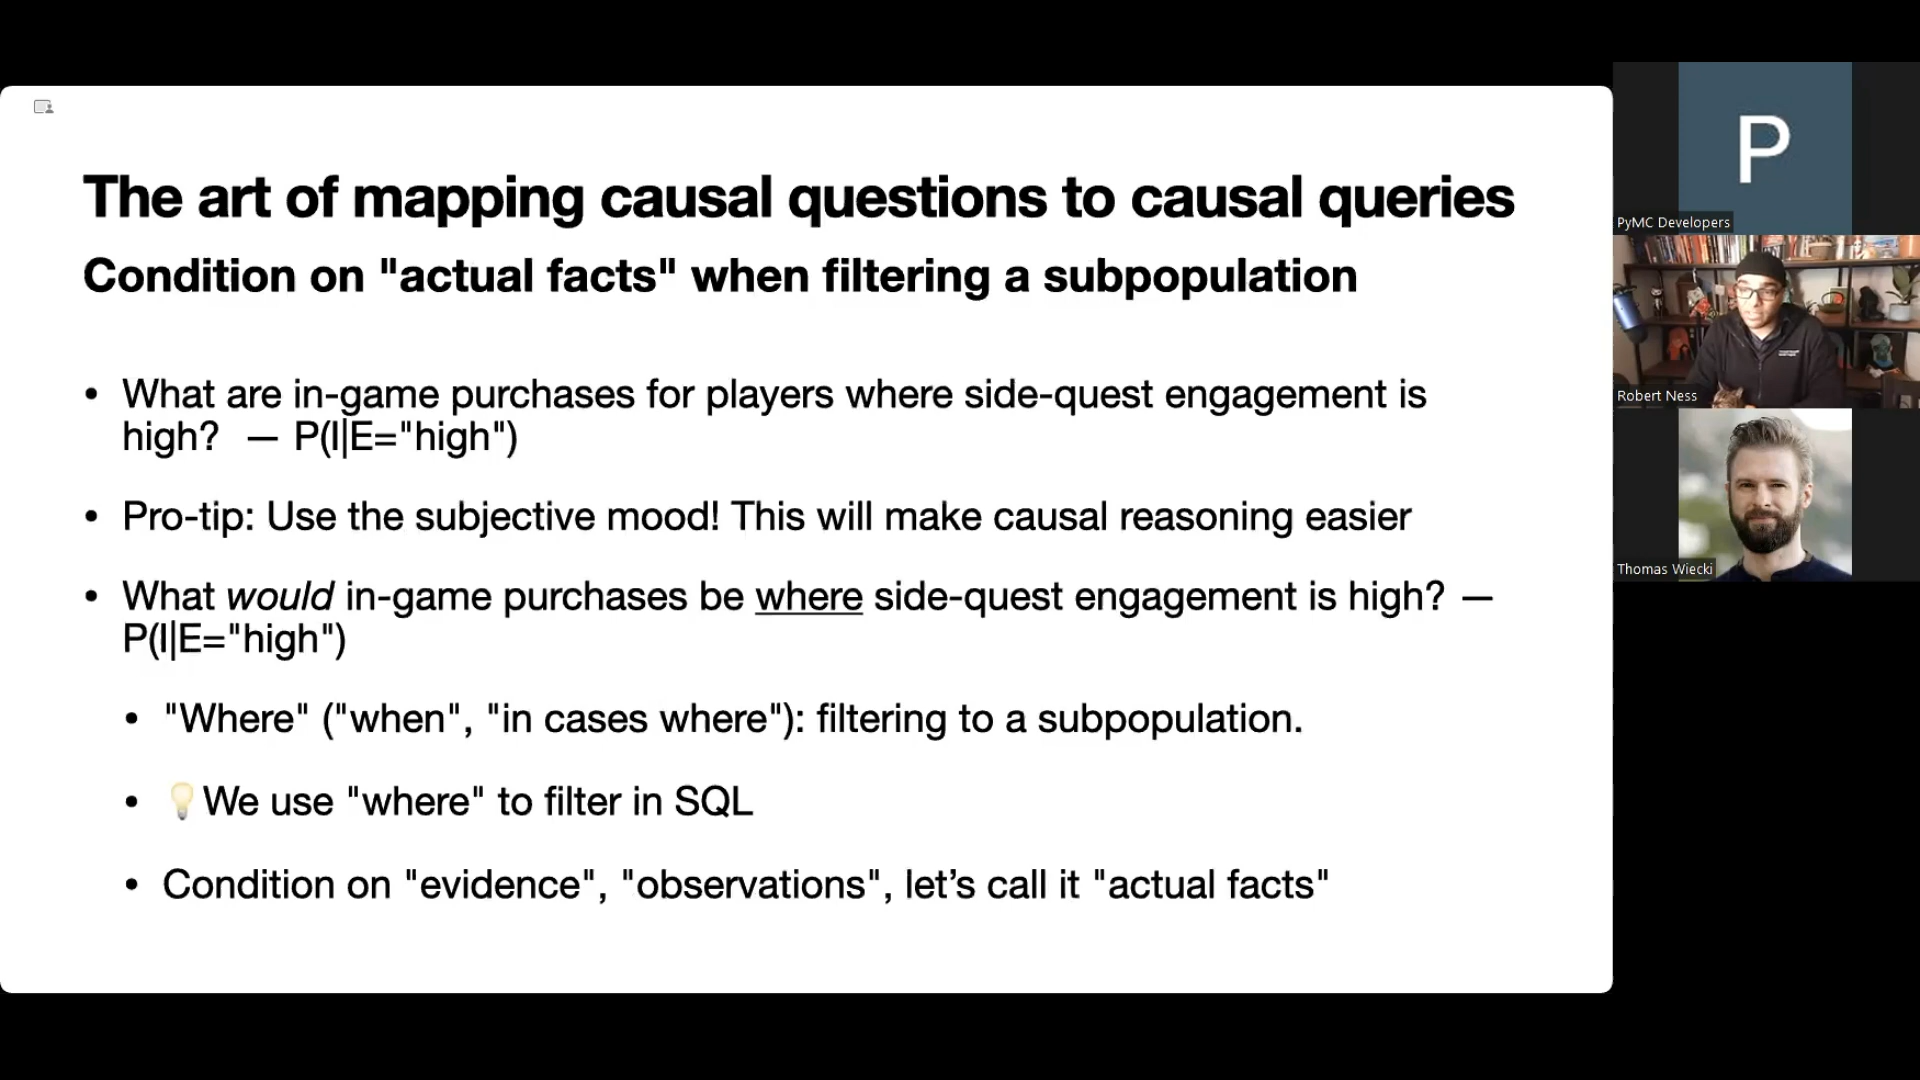 The art of mapping causal questions to causal queries
Condition on "actual facts" when filtering a subpopulation
• What are in-game purchases for players where side-quest engagement is
high? — P(I|E="high")
• Pro-tip: Use the subjective mood! This will make causal reasoning easier
• What would in-game purchases be where side-quest engagement is high? —
P(I|E="high")
• "Where" ("when", "in cases where"): filtering to a subpopulation.
• 💡We use "where" to filter in SQL
• Condition on "evidence", "observations", let’s call it "actual facts"
P
PyMC Developers
Robert Ness
Thomas Wiecki